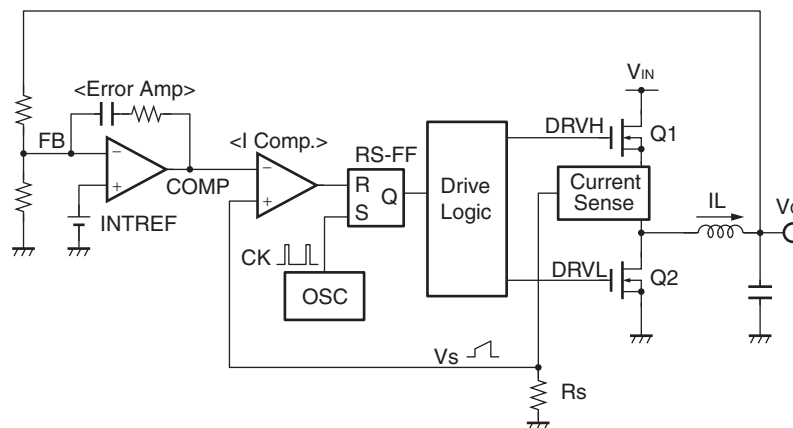 <Error Amp>
VIN
FB
<I Comp.>
DRVH
Q1
−
+
COMP
INTREF
−
+
RS-FF
R
S
Q
Drive
Logic
Current
Sense
IL
CK
OSC
DRVL
Q2
Vs
Rs